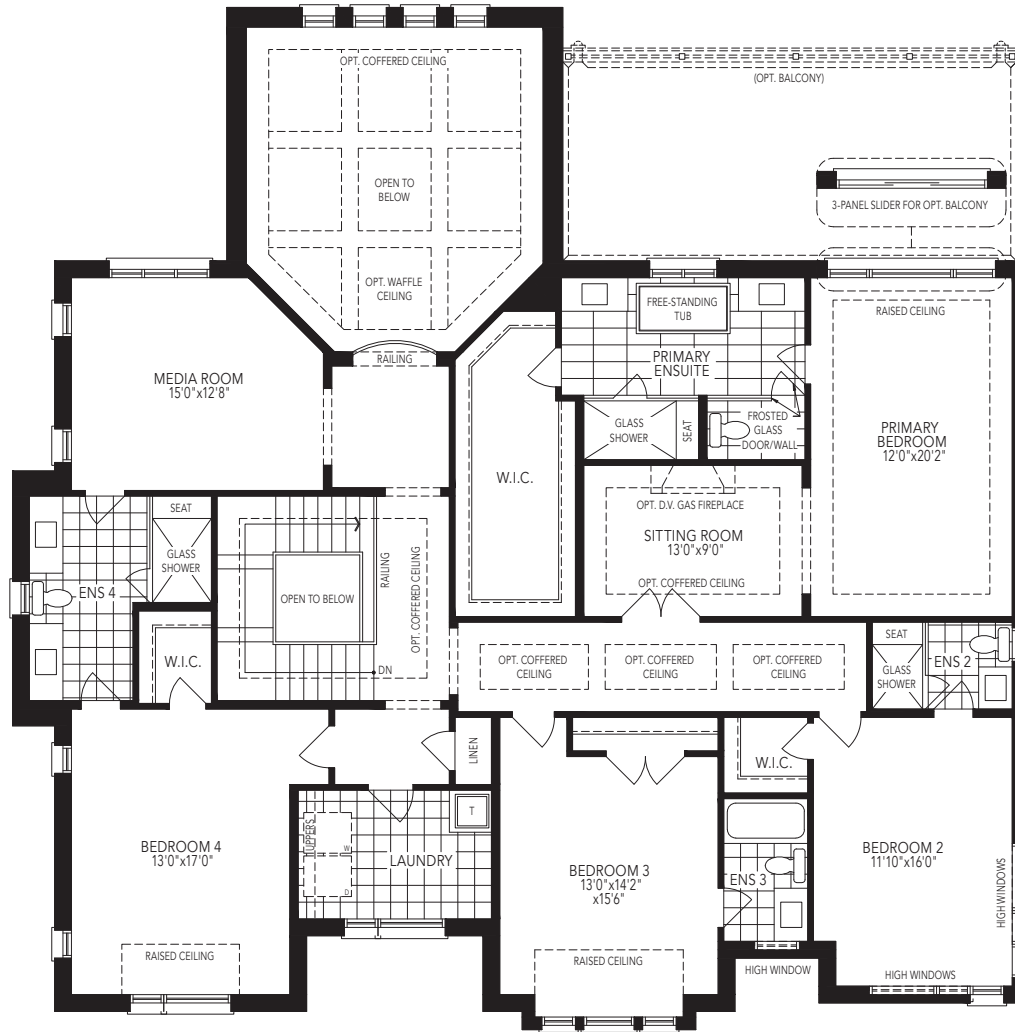 OPT. COFFERED CEILING
(OPT. BALCONY)
OPEN TO
BELOW
3-PANEL SLIDER FOR OPT. BALCONY
OPT. WAFFLE
CEILING
FREE-STANDING
TUB
RAISED CEILING
RAILING
PRIMARY
ENSUITE
MEDIA ROOM
15'0"x12'8"
GLASS
SHOWER
SEAT
FROSTED
GLASS
DOOR/WALL
PRIMARY
BEDROOM
12'0"x20'2"
W.I.C.
OPT. D.V. GAS FIREPLACE
SITTING ROOM
13'0"x9'0"
OPT. COFFERED CEILING
SEAT
GLASS
SHOWER
ENS 4
RAILING
OPT. COFFERED CEILING
OPEN TO BELOW
W.I.C.
DN
OPT. COFFERED
CEILING
OPT. COFFERED
CEILING
OPT. COFFERED
CEILING
SEAT
GLASS
SHOWER
ENS 2
LINEN
W.I.C.
T
UPPERS
W
D
LAUNDRY
BEDROOM 4
13'0"x17'0"
BEDROOM 3
13'0"x14'2"
x15'6"
ENS 3
BEDROOM 2
11'10"x16'0"
HIGH WINDOWS
RAISED CEILING
RAISED CEILING
HIGH WINDOW
HIGH WINDOWS